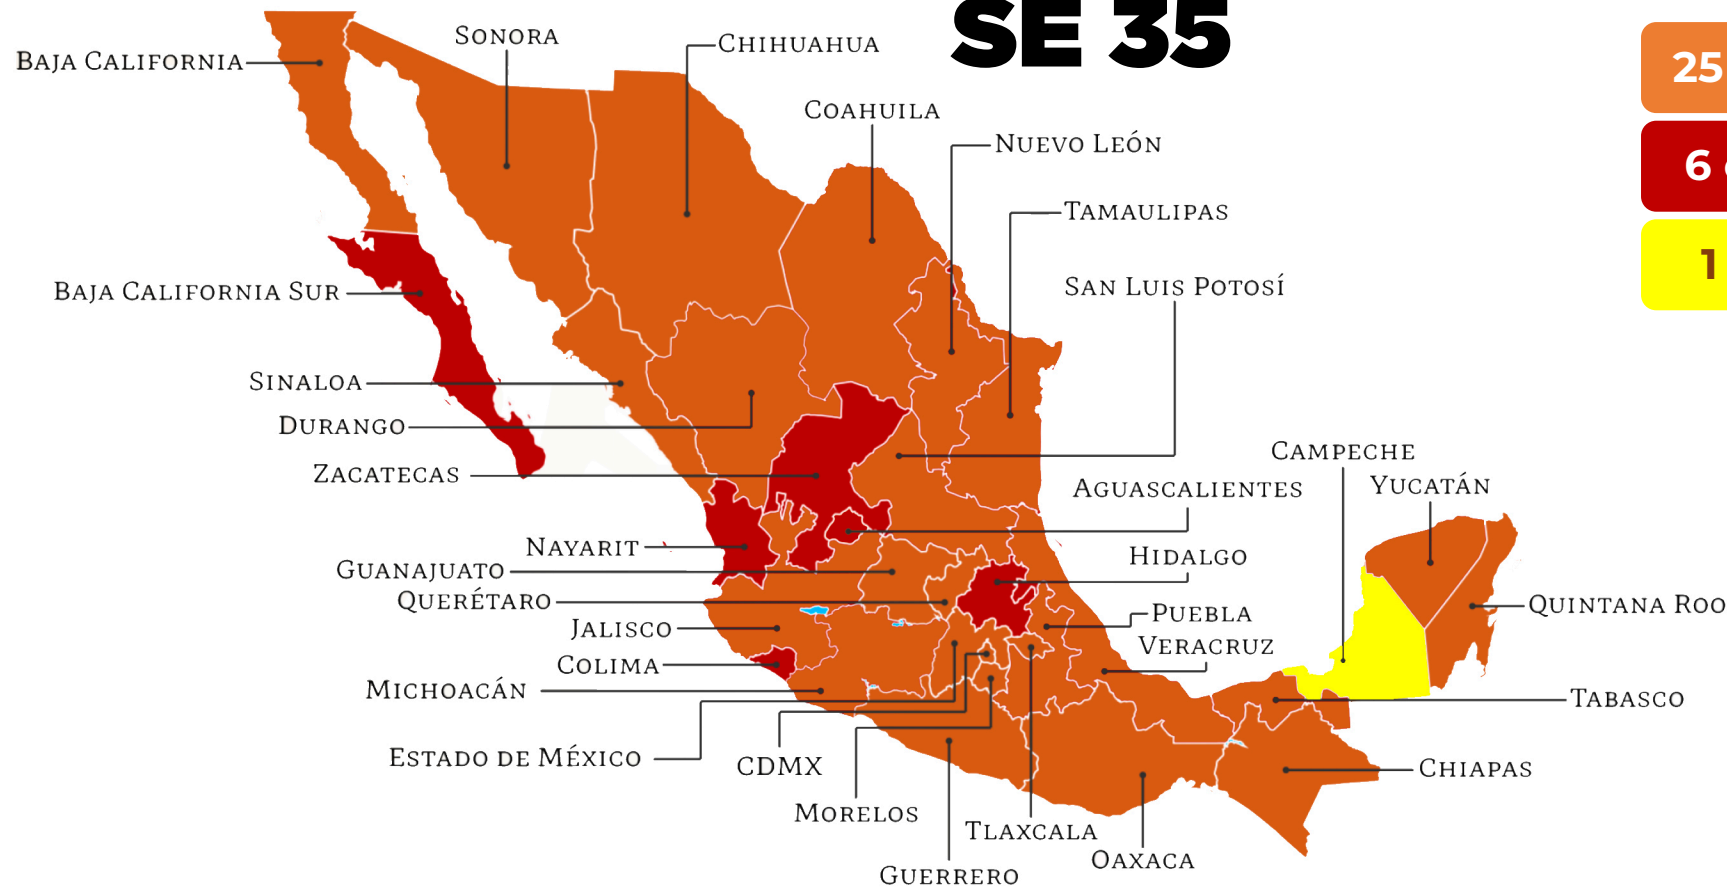 SE 35
SONORA
CHIHUAHUA
BAJA CALIFORNIA
25
COAHUILA
NUEVO LEÓN
6
TAMAULIPAS
1
SAN LUIS POTOSÍ
BAJA CALIFORNIA SUR
SINALOA
DURANGO
CAMPECHE
ZACATECAS
YUCATÁN
AGUASCALIENTES
NAYARIT
HIDALGO
GUANAJUATO
QUERÉTARO
QUINTANA ROO
PUEBLA
JALISCO
VERACRUZ
COLIMA
MICHOACÁN
TABASCO
ESTADO DE MÉXICO
CDMX
CHIAPAS
MORELOS
TLAXCALA
OAXACA
GUERRERO